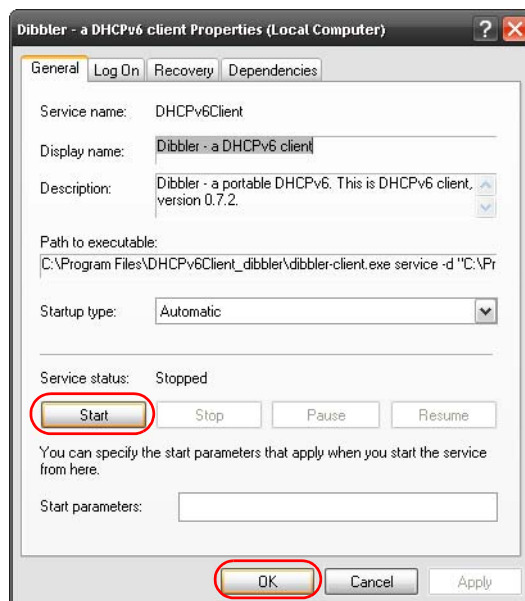 Dibbler - a DHCPv6 client Properties (Local Computer)
General Log On Recovery Dependencies
Service name: DHCPv6Client
Display name: Dibbler - a DHCPv6 client
Description: Dibbler - a portable DHCPv6. This is DHCPv6 client,
version 0.7.2.
Path to executable:
C:\Program Files\DHCPv6Client_dibbler\dibbler-client.exe service -d "C:\Pr
Startup type: Automatic
Service status: Stopped
Start Stop Pause Resume
You can specify the start parameters that apply when you start the service
from here.
Start parameters:
OK Cancel Apply